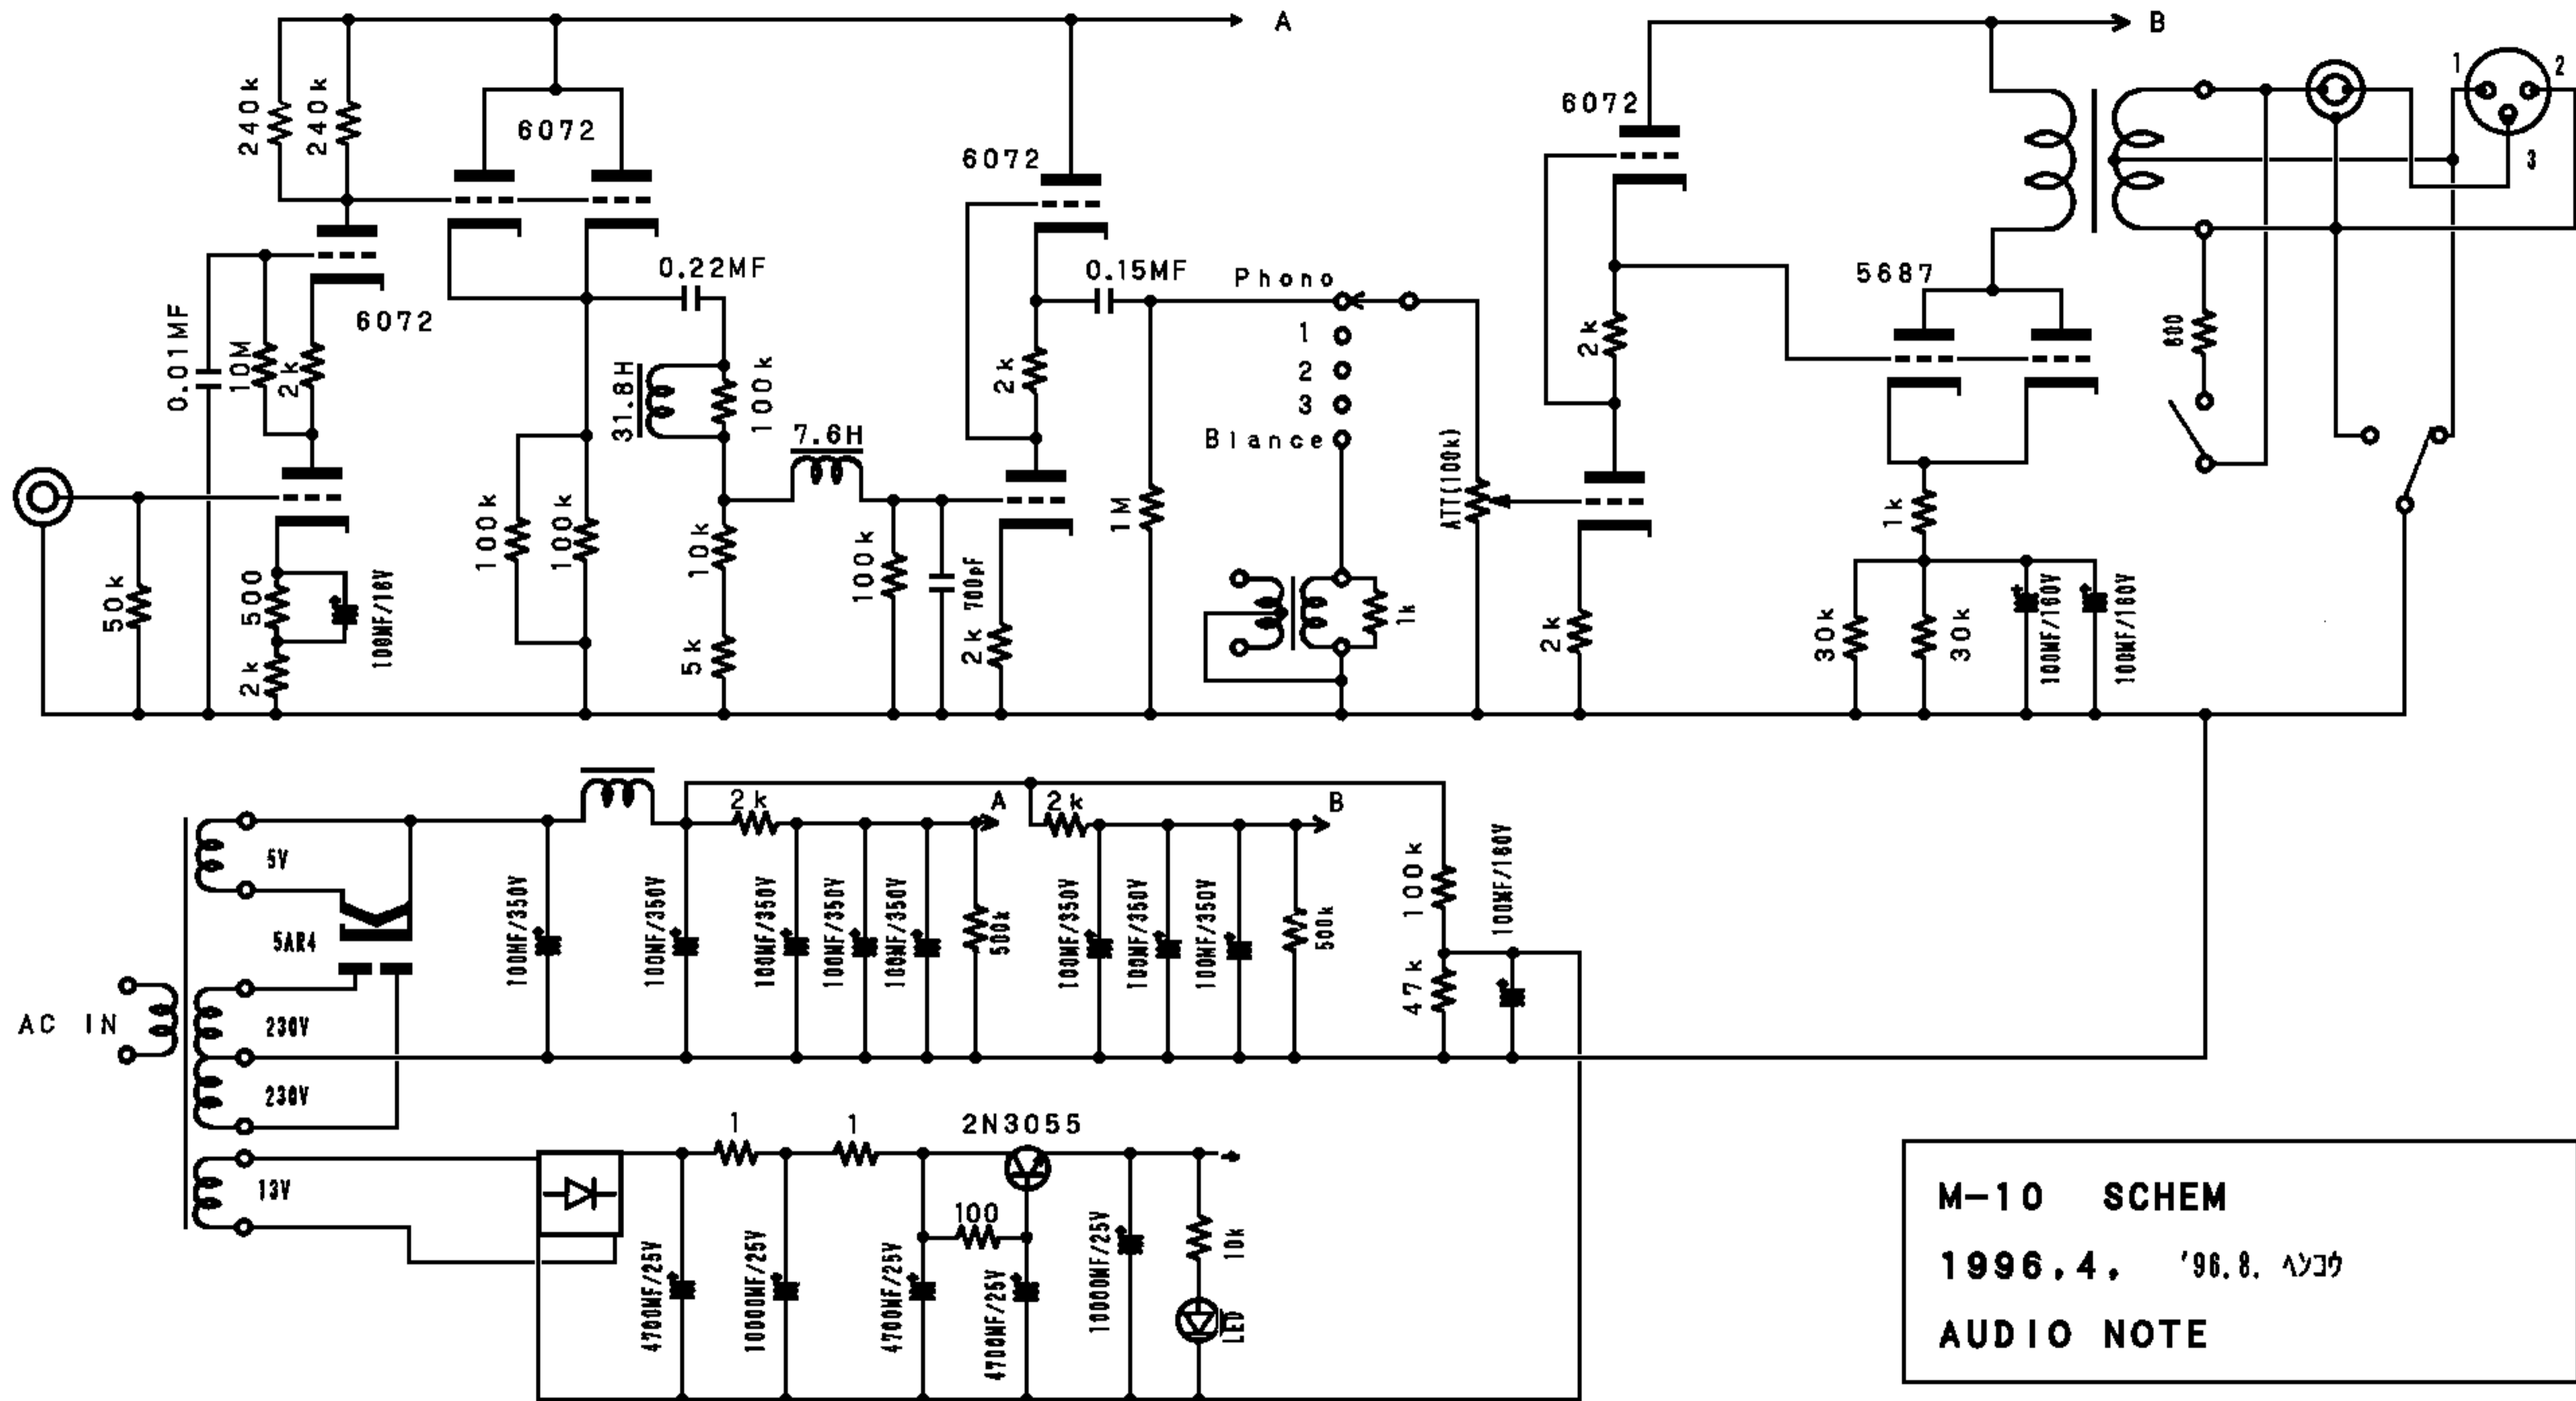 A
B
240k
240k
6072
6072
6072
1
2
3
0.22MF
0.15MF
Phono
5687
0.01MF
10M
2k
6072
31.8H
100k
2k
1
2
3
Blance
2k
600
7.6H
ATT(100k)
50k
500
2k
100MF/16V
100k
100k
10k
5k
100k
700pF
2k
1M
1k
2k
1k
30k
30k
100MF/160V
100MF/160V
2k
A
2k
B
5V
5AR4
100MF/350V
100MF/350V
100MF/350V
100MF/350V
100MF/350V
500k
100MF/350V
100MF/350V
100MF/350V
500k
100k
47k
100MF/160V
AC IN
230V
230V
13V
1
1
2N3055
100
4700MF/25V
10000MF/25V
4700MF/25V
4700MF/25V
10000MF/25V
10k
LED
M-10 SCHEM
1996.4. '96.8. ヘンコウ
AUDIO NOTE